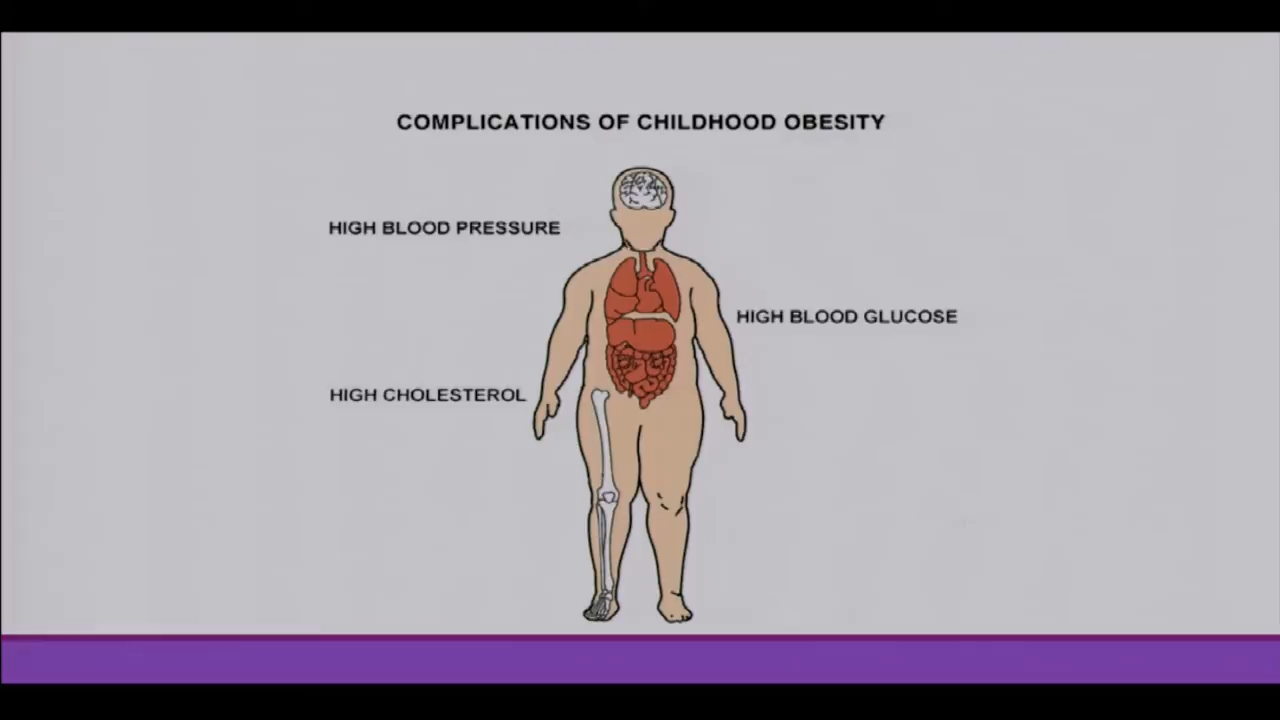 COMPLICATIONS OF CHILDHOOD OBESITY
HIGH BLOOD PRESSURE
HIGH BLOOD GLUCOSE
HIGH CHOLESTEROL